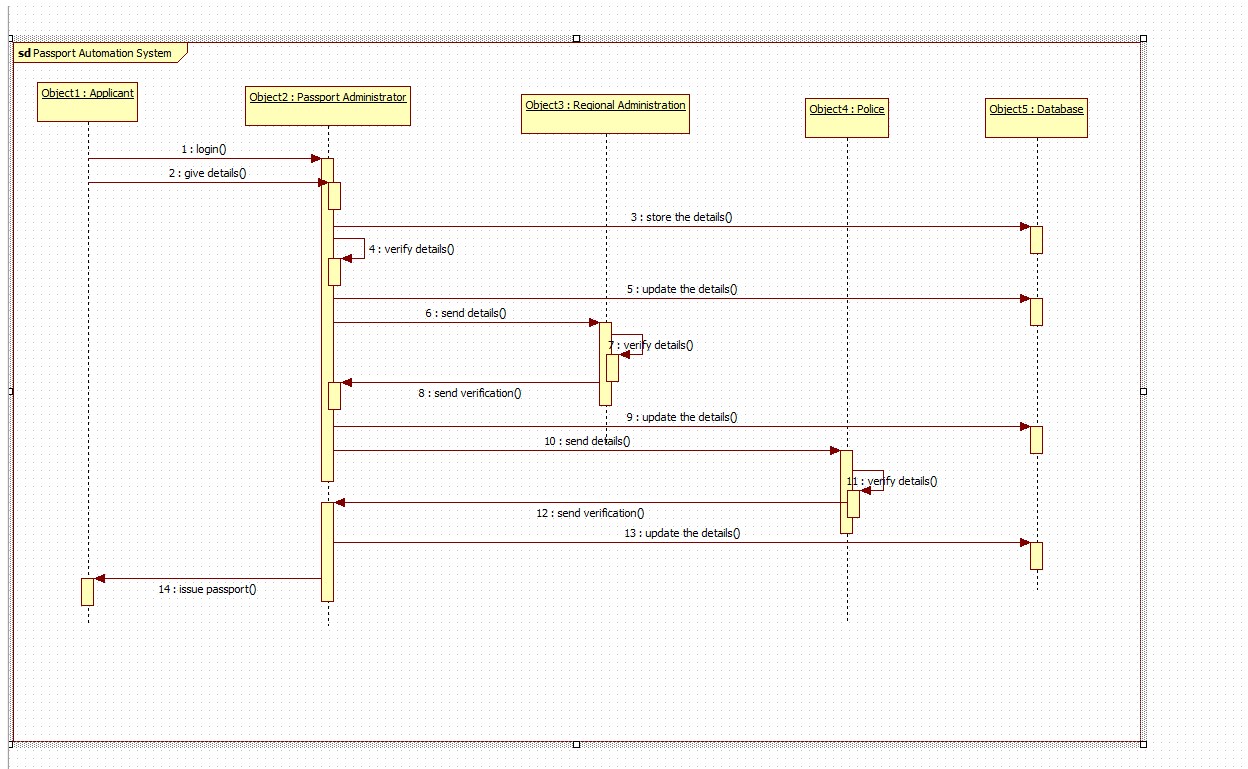 sd Passport Automation System
Object1 : Applicant
Object2 : Passport Administrator
Object3 : Regional Administration
Object4 : Police
Object5 : Database
1 : login()
2 : give details()
3 : store the details()
4 : verify details()
5 : update the details()
6 : send details()
7 : verify details()
8 : send verification()
9 : update the details()
10 : send details()
11 : verify details()
12 : send verification()
13 : update the details()
14 : issue passport()